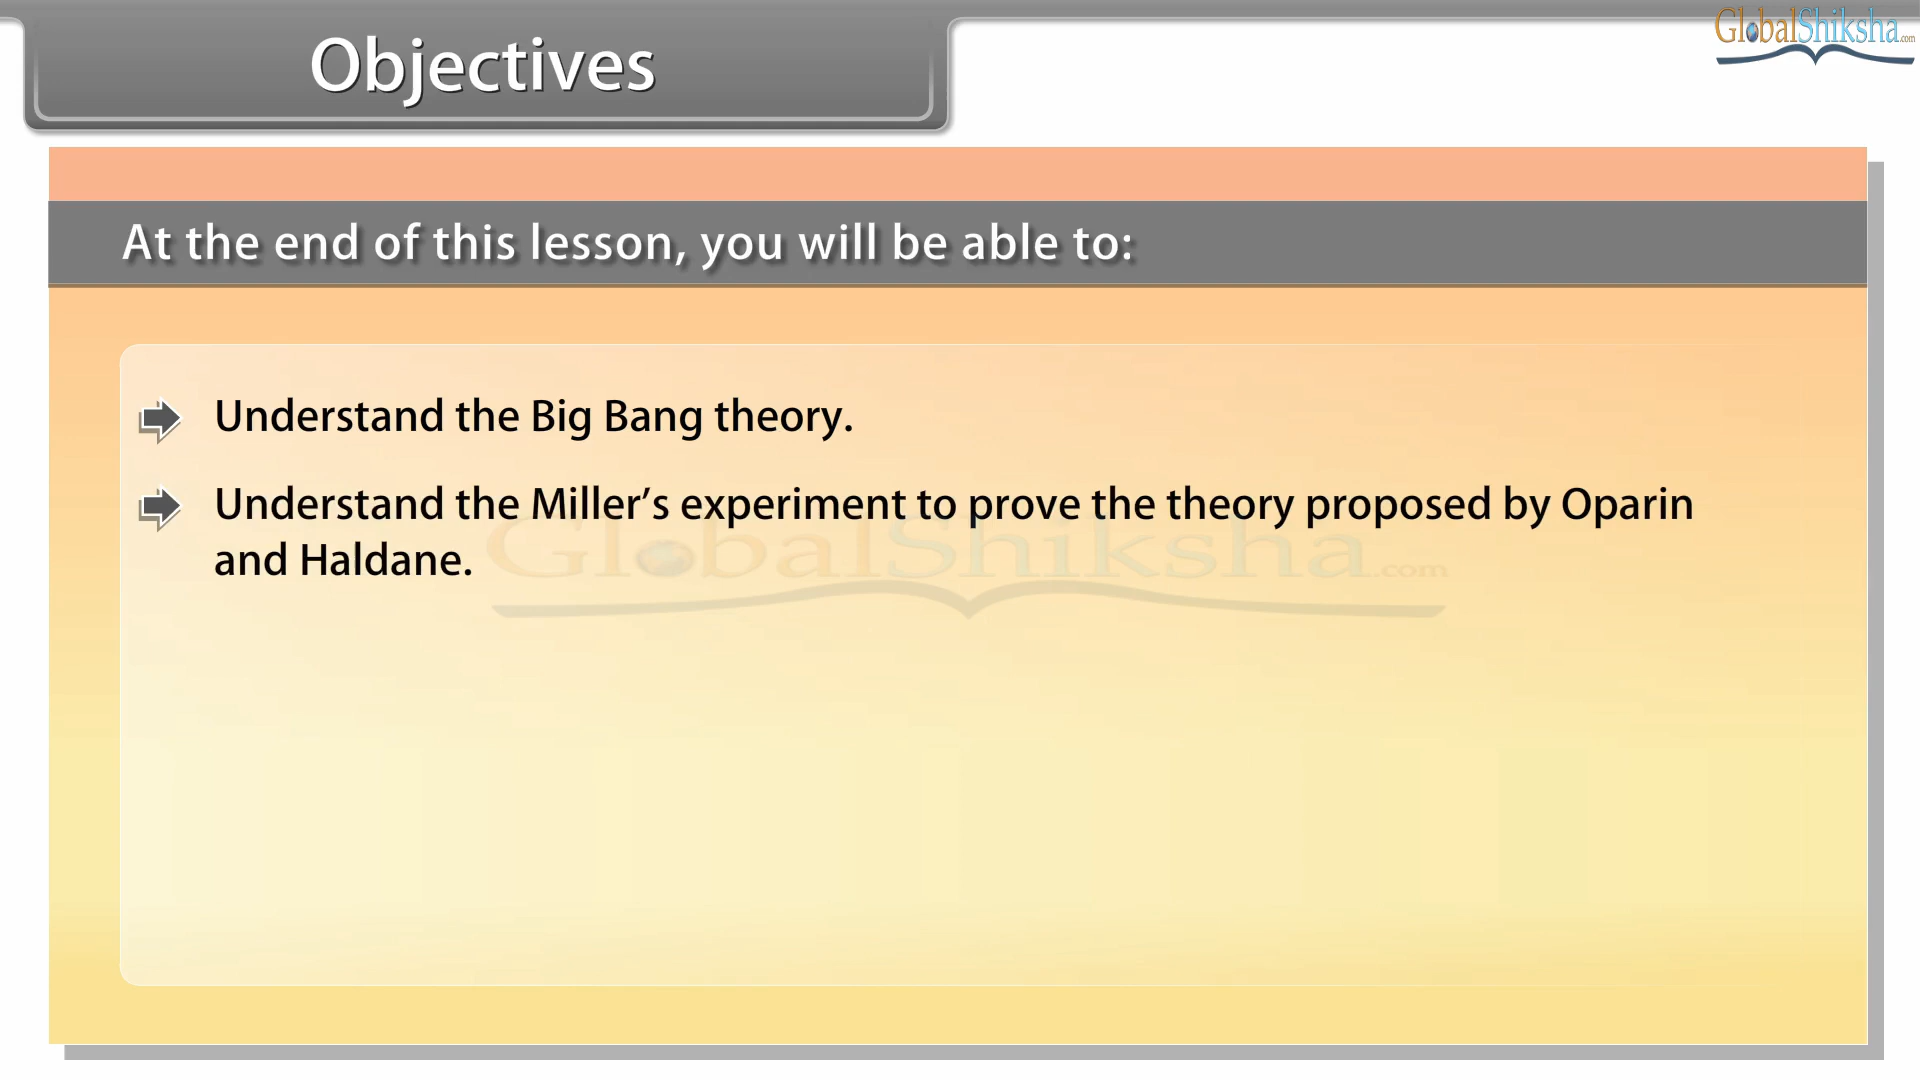 Objectives
GlobalShiksha.com
At the end of this lesson, you will be able to:
Understand the Big Bang theory.
Understand the Miller’s experiment to prove the theory proposed by Oparin
and Haldane.
GlobalShiksha.com